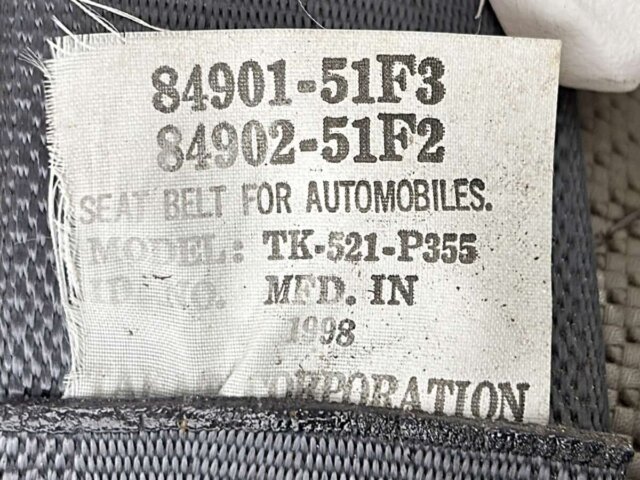 84901-51F3
84902-51F2
SEAT BELT FOR AUTOMOBILES.
MODEL: TK-521-P355
MFD. IN
1998
CORPORATION